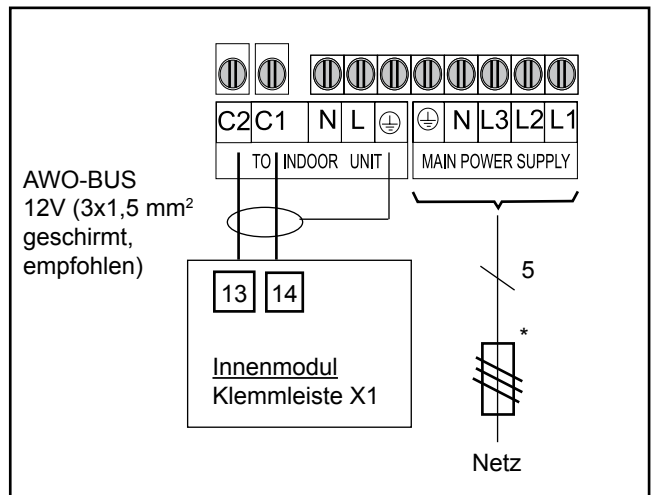 C2 C1 N L N L3 L2 L1
TO INDOOR UNIT MAIN POWER SUPPLY
AWO-BUS
12V (3x1,5 mm²
geschirmt,
empfohlen)
5
13 14
*
Innenmodul
Klemmleiste X1
Netz